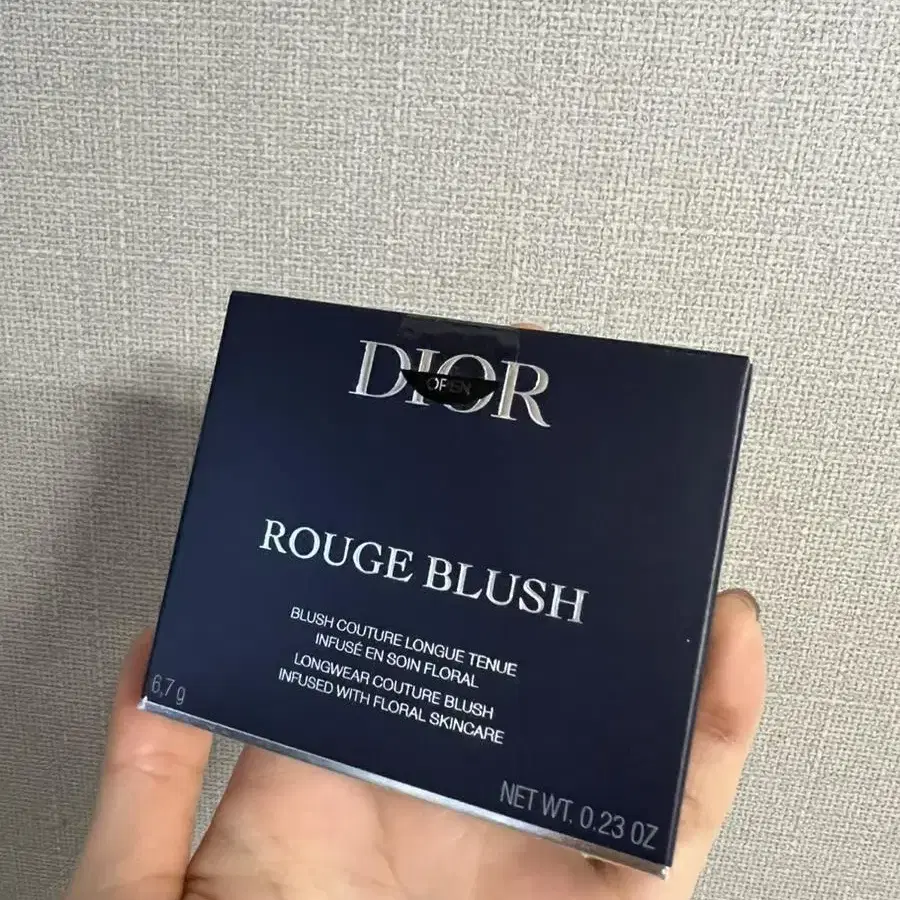 DIOR
OPEN
ROUGE BLUSH
BLUSH COUTURE LONGUE TENUE
INFUSÉ EN SOIN FLORAL
LONGWEAR COUTURE BLUSH
INFUSED WITH FLORAL SKINCARE
6,7 g
NET WT. 0.23 OZ